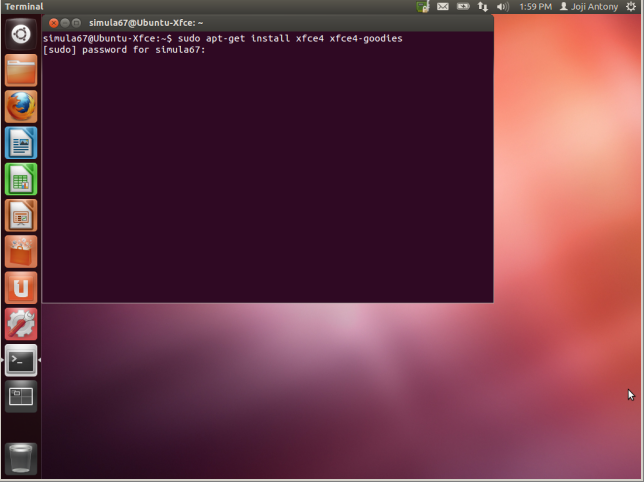 Terminal
1:59 PM Joji Antony
simula67@Ubuntu-Xfce: ~
simula67@Ubuntu-Xfce:~$ sudo apt-get install xfce4 xfce4-goodies
[sudo] password for simula67: